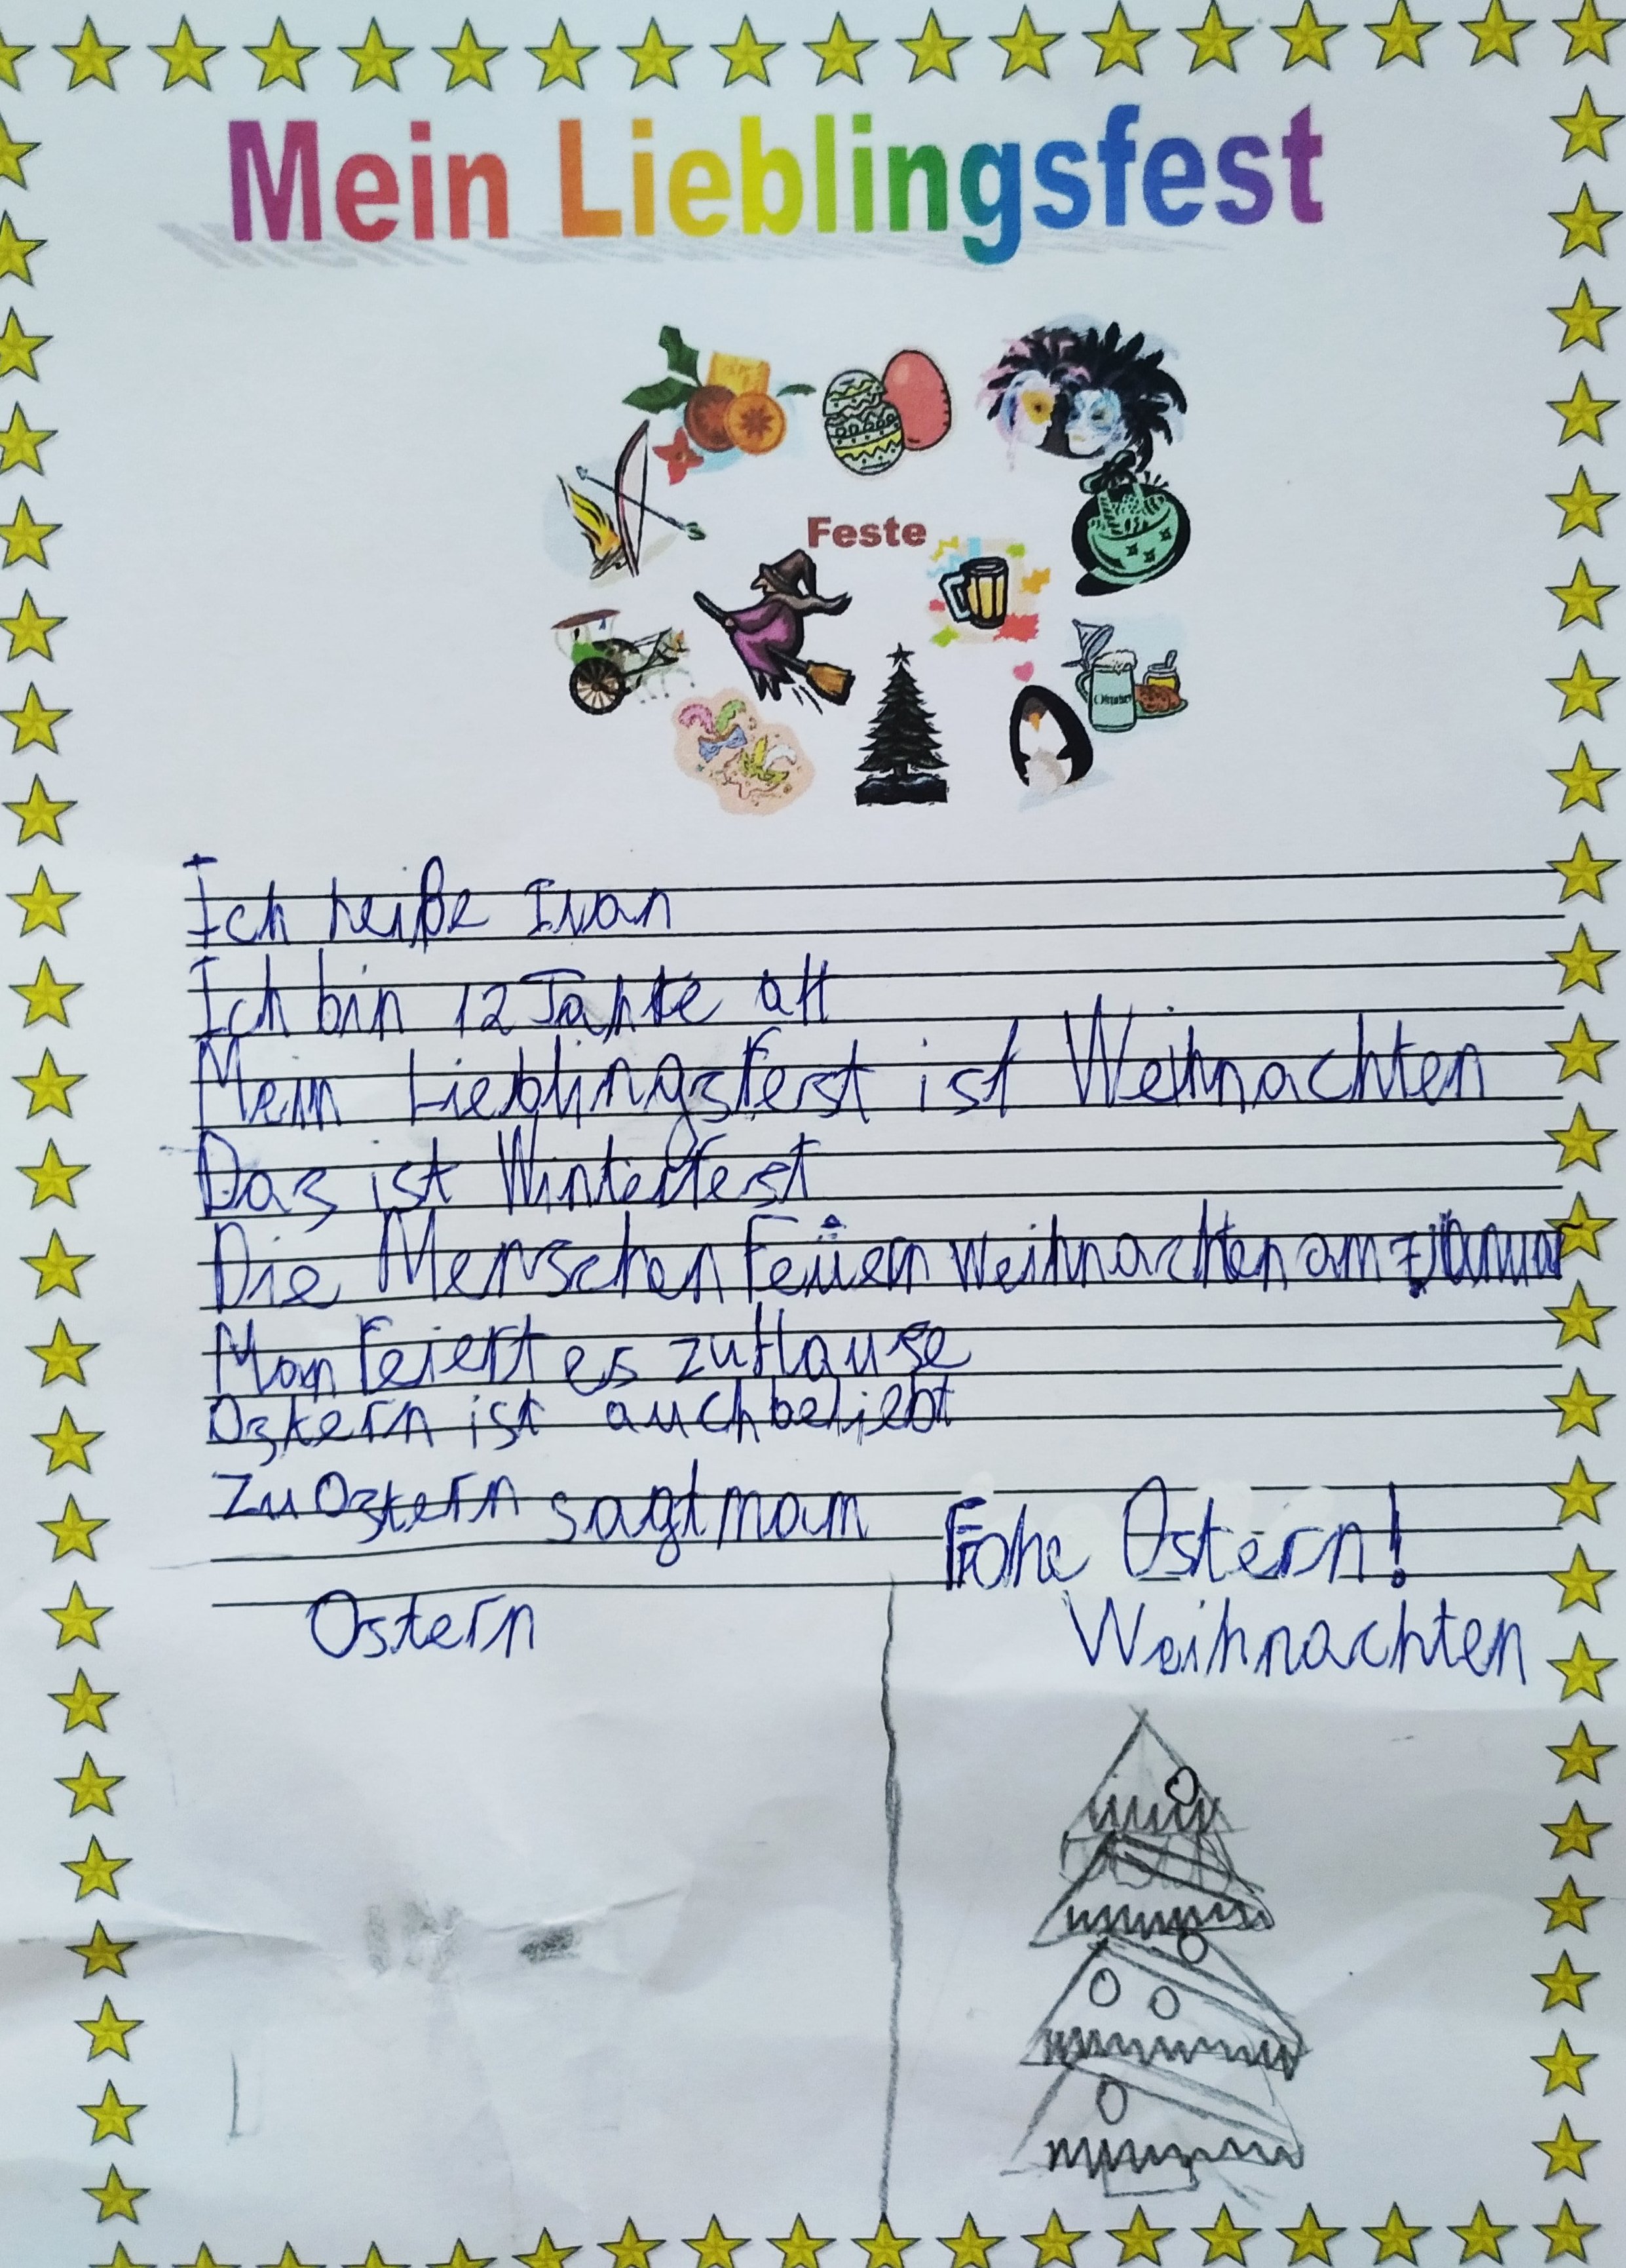 Mein Lieblingsfest
Feste
Ich heiße Ivan
Ich bin 12 Jahre alt
Mein Lieblingsfest ist Weihnachten
Das ist Winterfest
Die Menschen Feiern Weihnachten am 7. Januar
Man feiert es zu Hause
Ostern ist auch beliebt
Zu Ostern sagt man Frohe Ostern!
Ostern
Weihnachten